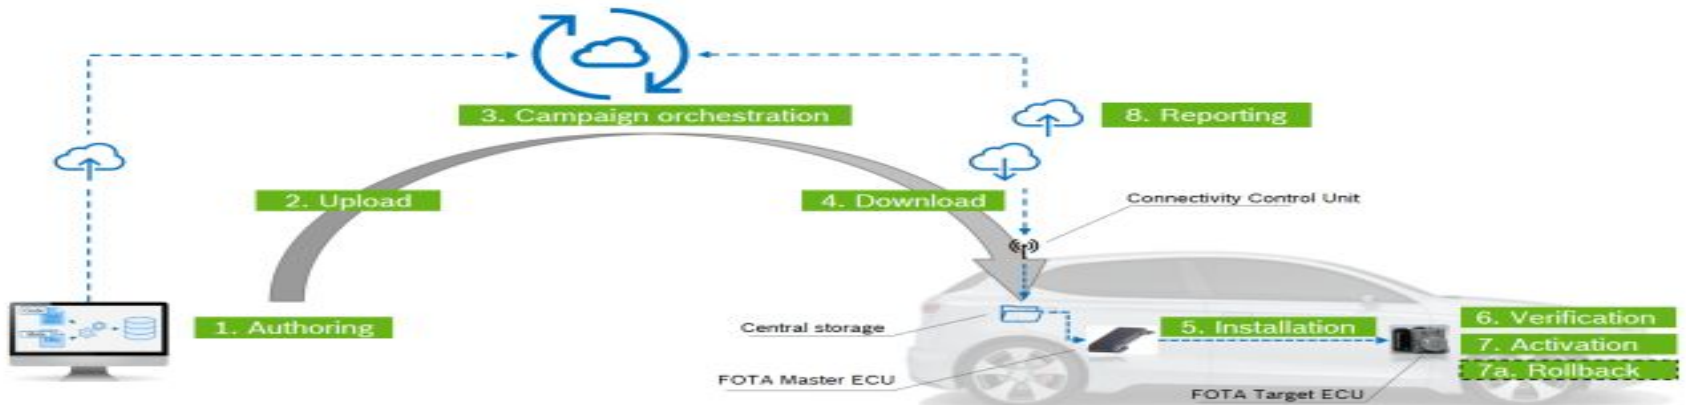 3. Campaign orchestration
8. Reporting
2. Upload
4. Download
Connectivity Control Unit
1. Authoring
Central storage
5. Installation
6. Verification
7. Activation
7a. Rollback
FOTA Master ECU
FOTA Target ECU